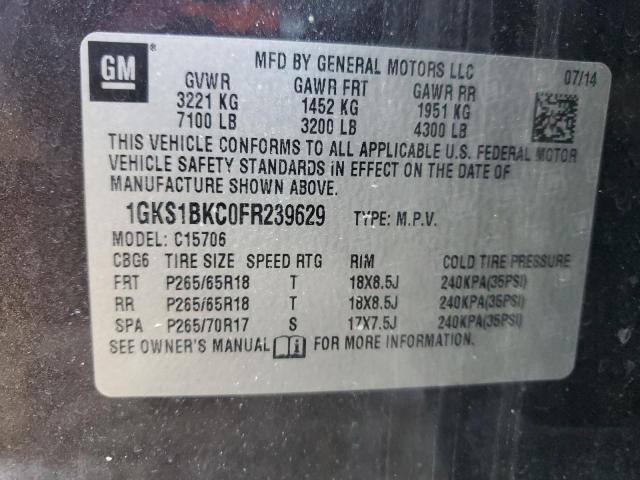 GM
MFD BY GENERAL MOTORS LLC 07/14
GVWR GAWR FRT GAWR RR
3221 KG 1452 KG 1951 KG
7100 LB 3200 LB 4300 LB
THIS VEHICLE CONFORMS TO ALL APPLICABLE U.S. FEDERAL MOTOR
VEHICLE SAFETY STANDARDS IN EFFECT ON THE DATE OF
MANUFACTURE SHOWN ABOVE.
1GKS1BKC0FR239629 TYPE: M.P.V.
MODEL: C15706
CBG6 TIRE SIZE SPEED RTG RIM COLD TIRE PRESSURE
FRT P265/65R18 T 18X8.5J 240KPA(35PSI)
RR P265/65R18 T 18X8.5J 240KPA(35PSI)
SPA P265/70R17 S 17X7.5J 240KPA(35PSI)
SEE OWNER'S MANUAL FOR MORE INFORMATION.